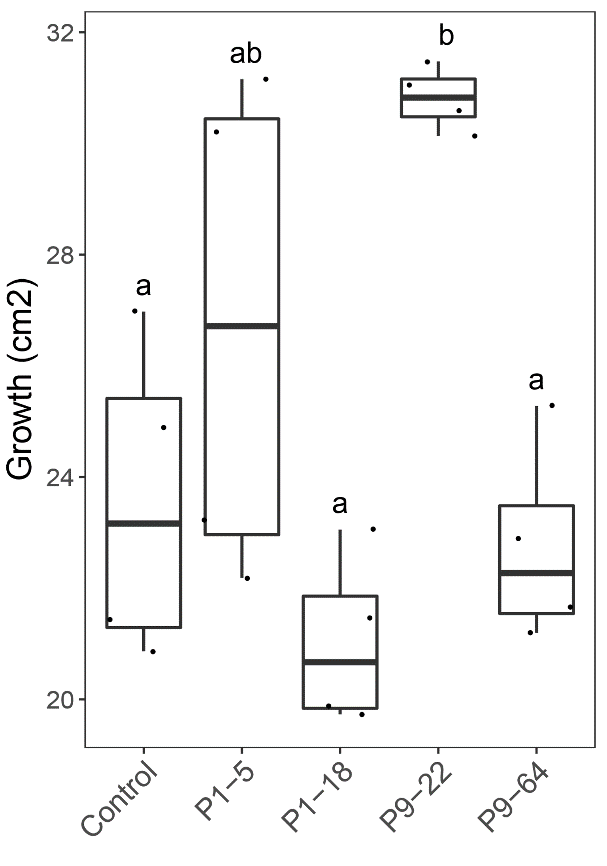 Growth (cm2)
32
28
24
20
a
ab
a
b
a
Control
P1−5
P1−18
P9−22
P9−64